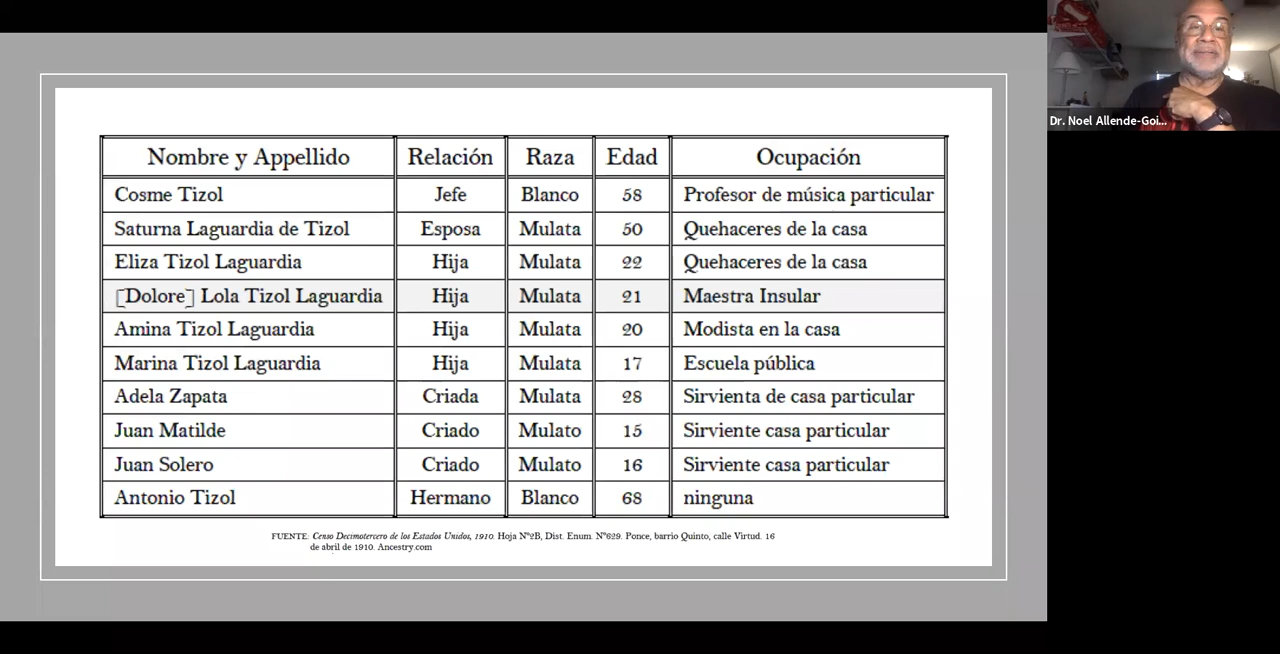 Dr. Noel Allende-Goi...
Nombre y Appellido Relación Raza Edad Ocupación
Cosme Tizol Jefe Blanco 58 Profesor de música particular
Saturna Laguardia de Tizol Esposa Mulata 50 Quehaceres de la casa
Eliza Tizol Laguardia Hija Mulata 22 Quehaceres de la casa
[Dolore] Lola Tizol Laguardia Hija Mulata 21 Maestra Insular
Amina Tizol Laguardia Hija Mulata 20 Modista en la casa
Marina Tizol Laguardia Hija Mulata 17 Escuela pública
Adela Zapata Criada Mulata 28 Sirvienta de casa particular
Juan Matilde Criado Mulato 15 Sirviente casa particular
Juan Solero Criado Mulato 16 Sirviente casa particular
Antonio Tizol Hermano Blanco 68 ninguna
FUENTE: Censo Decimotercero de los Estados Unidos, 1910. Hoja Nº2B, Dist. Enum. Nº629. Ponce, barrio Quinto, calle Virtud. 16
de abril de 1910. Ancestry.com